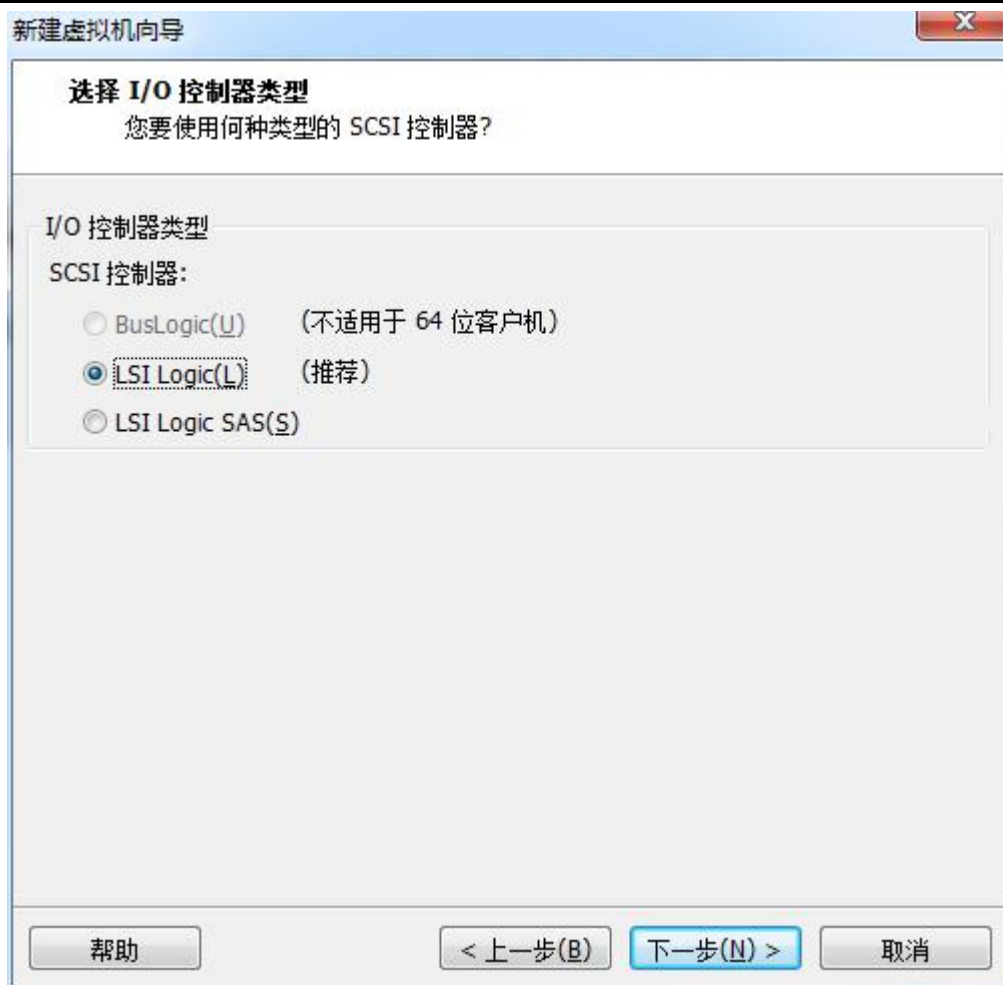 新建虚拟机向导
选择 I/O 控制器类型
您要使用何种类型的 SCSI 控制器?
I/O 控制器类型
SCSI 控制器:
BusLogic(U) (不适用于 64 位客户机)
LSI Logic(L) (推荐)
LSI Logic SAS(S)
帮助 < 上一步(B) 下一步(N) > 取消